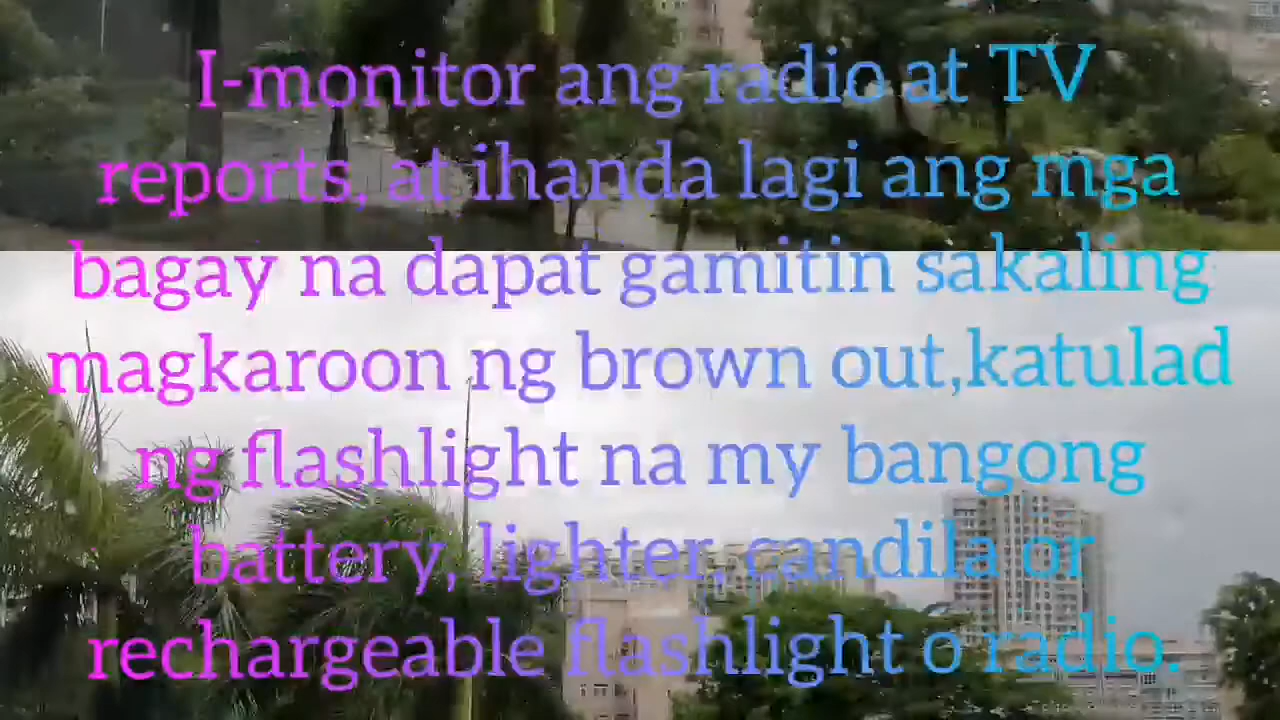 I-monitor ang radio at TV
reports, at ihanda lagi ang mga
bagay na dapat gamitin sakaling
magkaroon ng brown out,katulad
ng flashlight na my bangong
battery, lighter, candila or
rechargeable flashlight o radio.